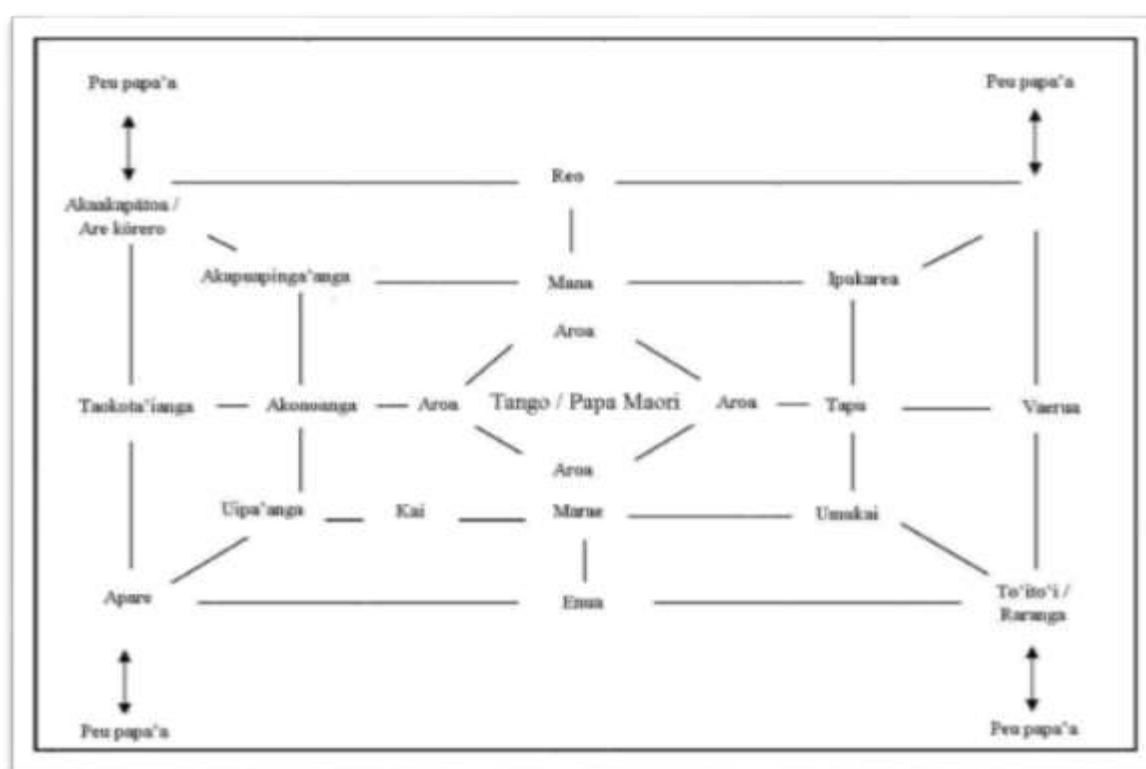 Peu papa'a Peu papa'a
Reo
Akaakapātoa /
Are kōrero
Akapuapinga'anga Mana Ipukarea
Aroa
Taokota'ianga Akonoanga Aroa Tango / Papa Maori Aroa Tapu Vaerua
Aroa
Uipa'anga Kai Marae Umukai
Apare Enua To'ito'i /
Raranga
Peu papa'a Peu papa'a